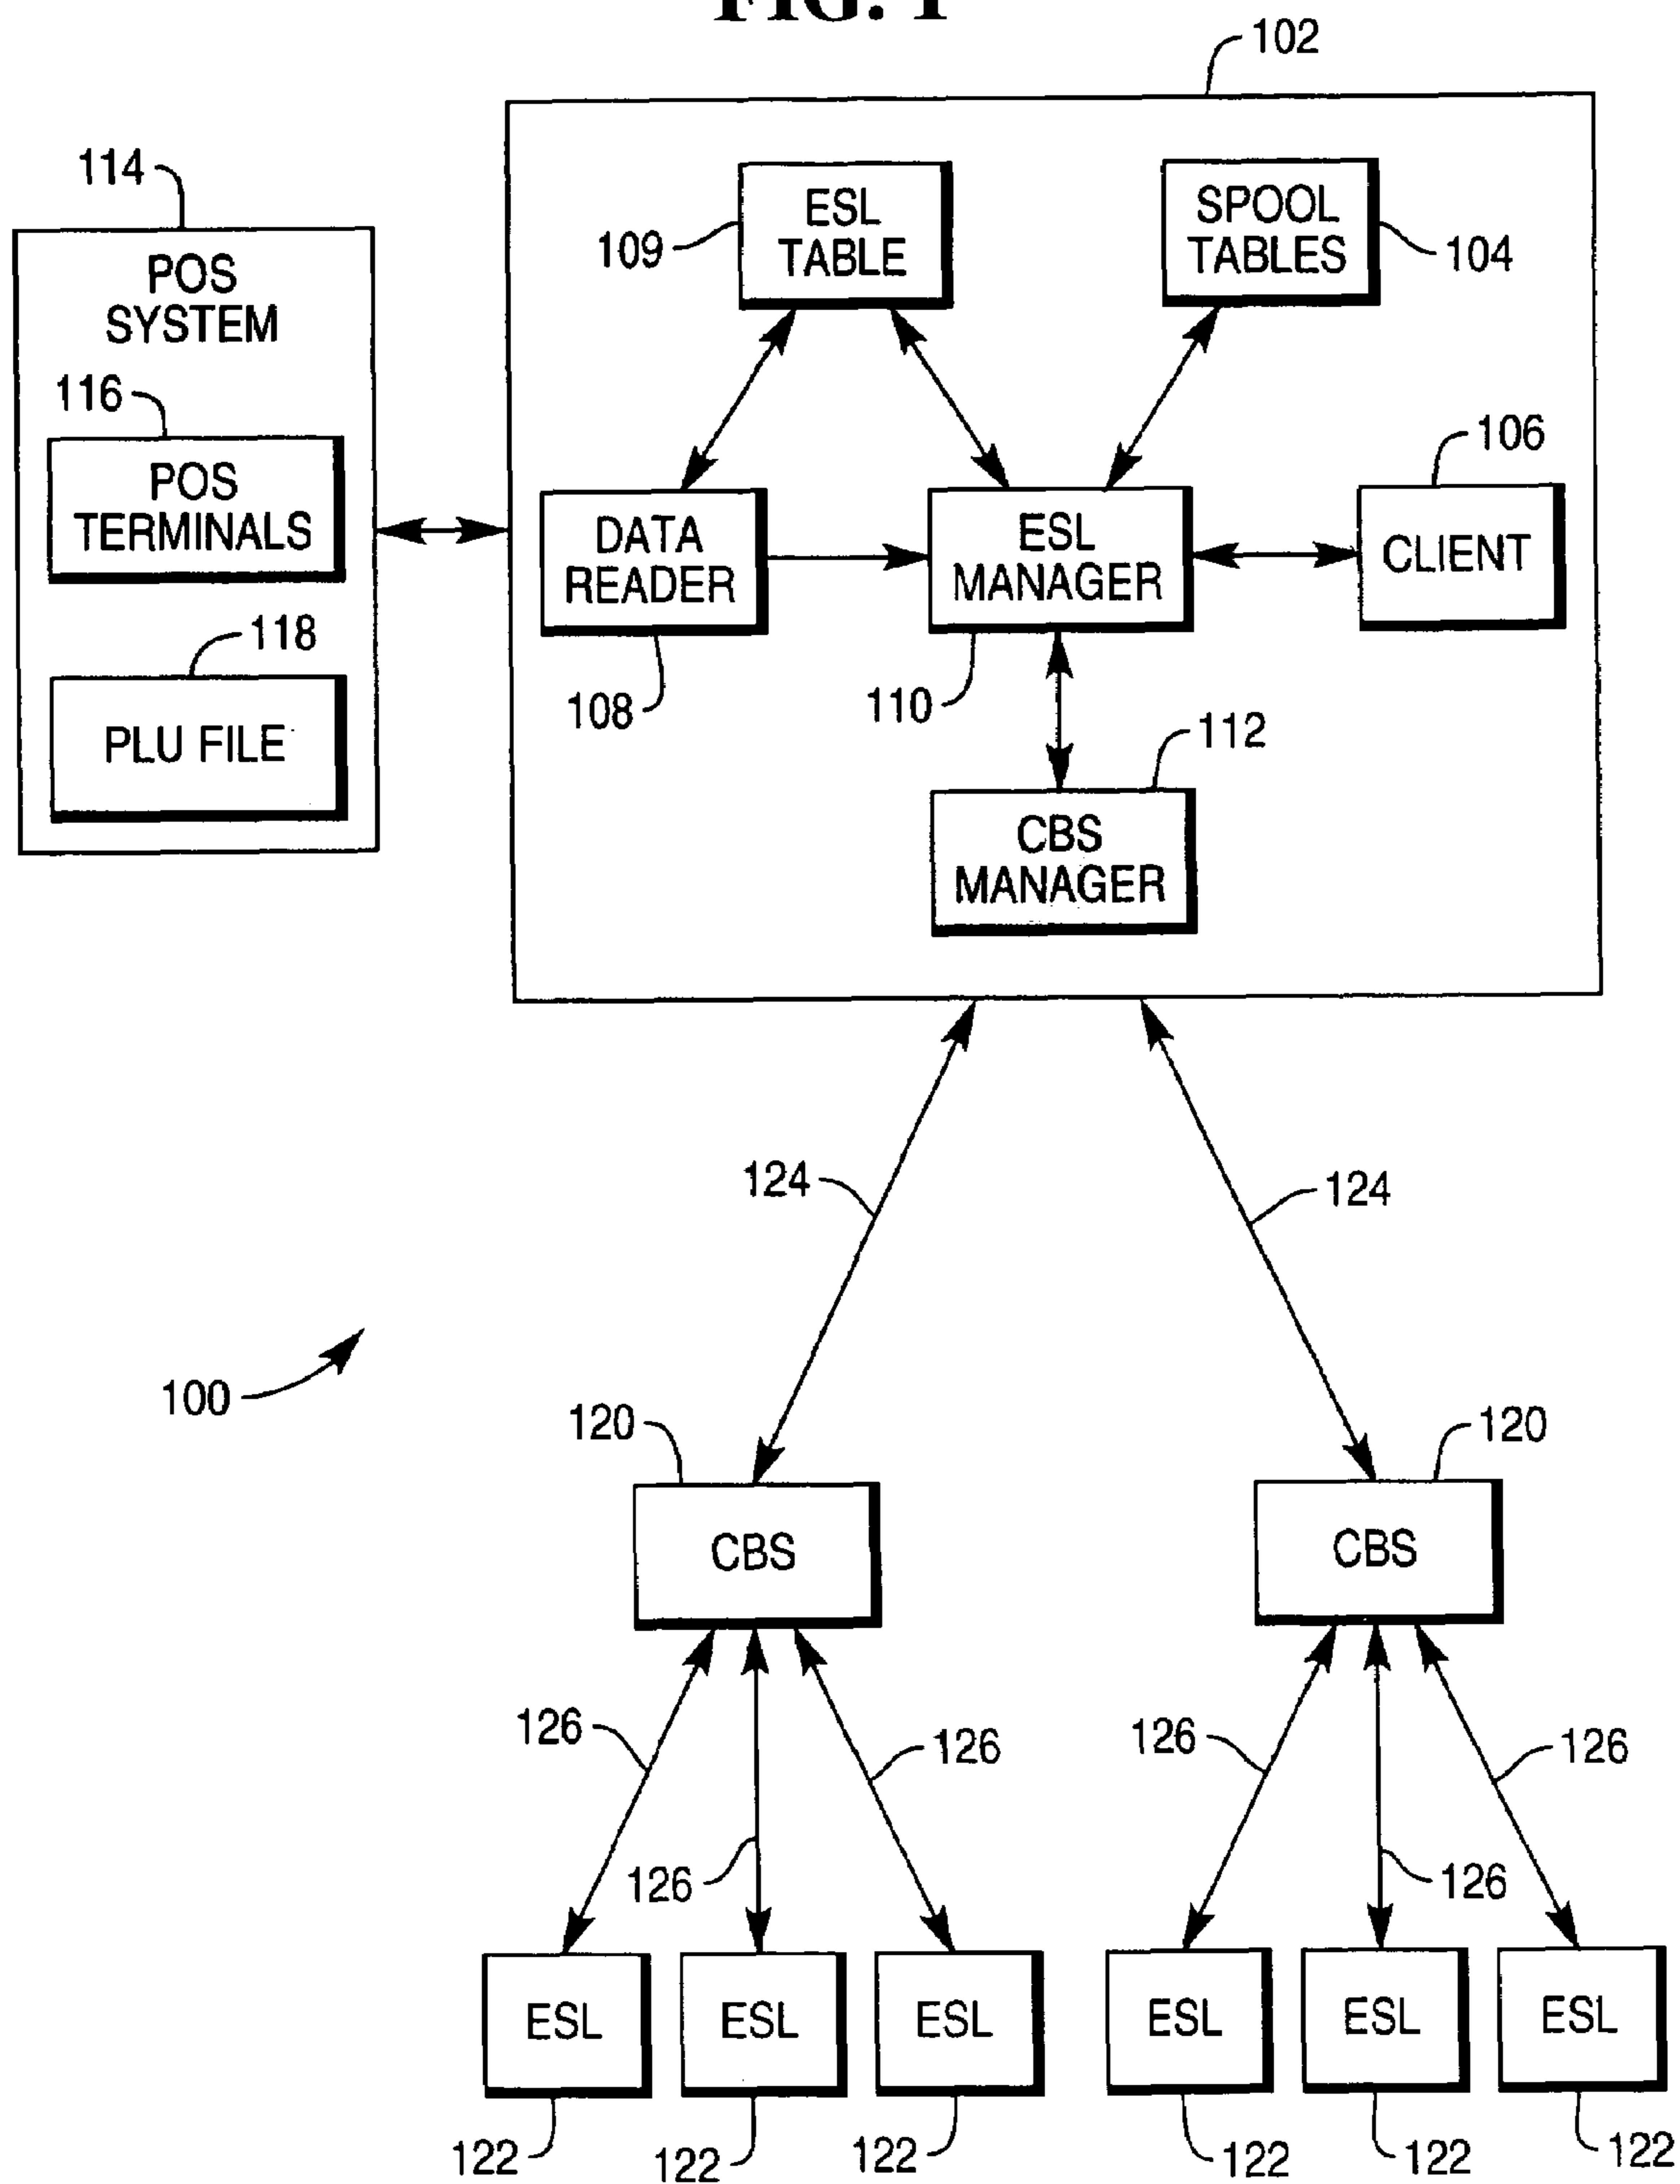 FIG. 1
102
114
ESL
TABLE
SPOOL
TABLES
109
104
POS
SYSTEM
116
106
POS
TERMINALS
DATA
READER
ESL
MANAGER
CLIENT
118
108
110
112
PLU FILE
CBS
MANAGER
124
124
100
120
120
CBS
CBS
126
126
126
126
126
126
ESL
ESL
ESL
ESL
ESL
ESL
122
122
122
122
122
122